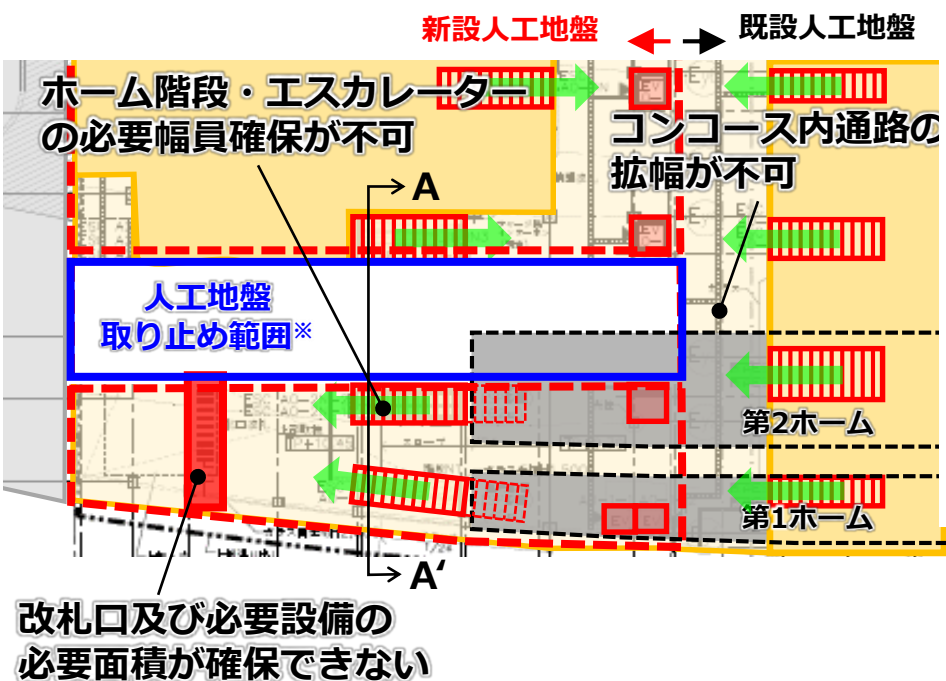 新設人工地盤
既設人工地盤
ホーム階段・エスカレーター
の必要幅員確保が不可
コンコース内通路の
拡幅が不可
A
人工地盤
取り止め範囲※
第2ホーム
第1ホーム
A‘
改札口及び必要設備の
必要面積が確保できない